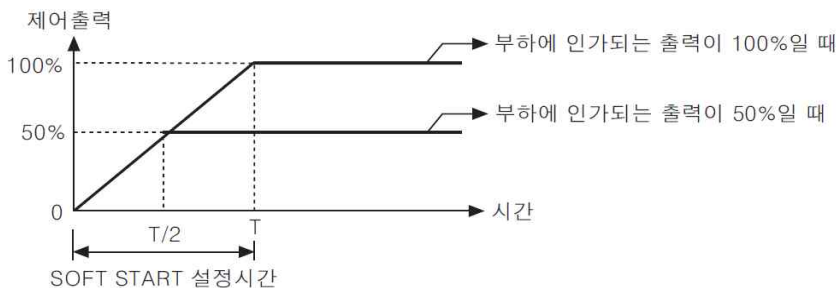 제어출력
100%
부하에 인가되는 출력이 100%일 때
50%
부하에 인가되는 출력이 50%일 때
0
시간
T/2
T
SOFT START 설정시간